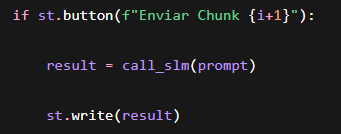 if st.button(f"Enviar Chunk {i+1}"):
result = call_slm(prompt)
st.write(result)